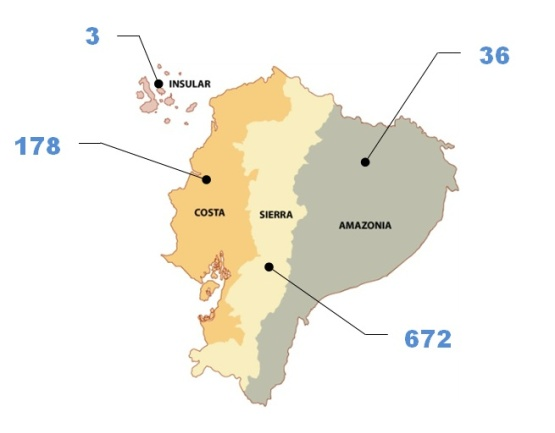 3
36
INSULAR
178
COSTA
SIERRA
AMAZONIA
672